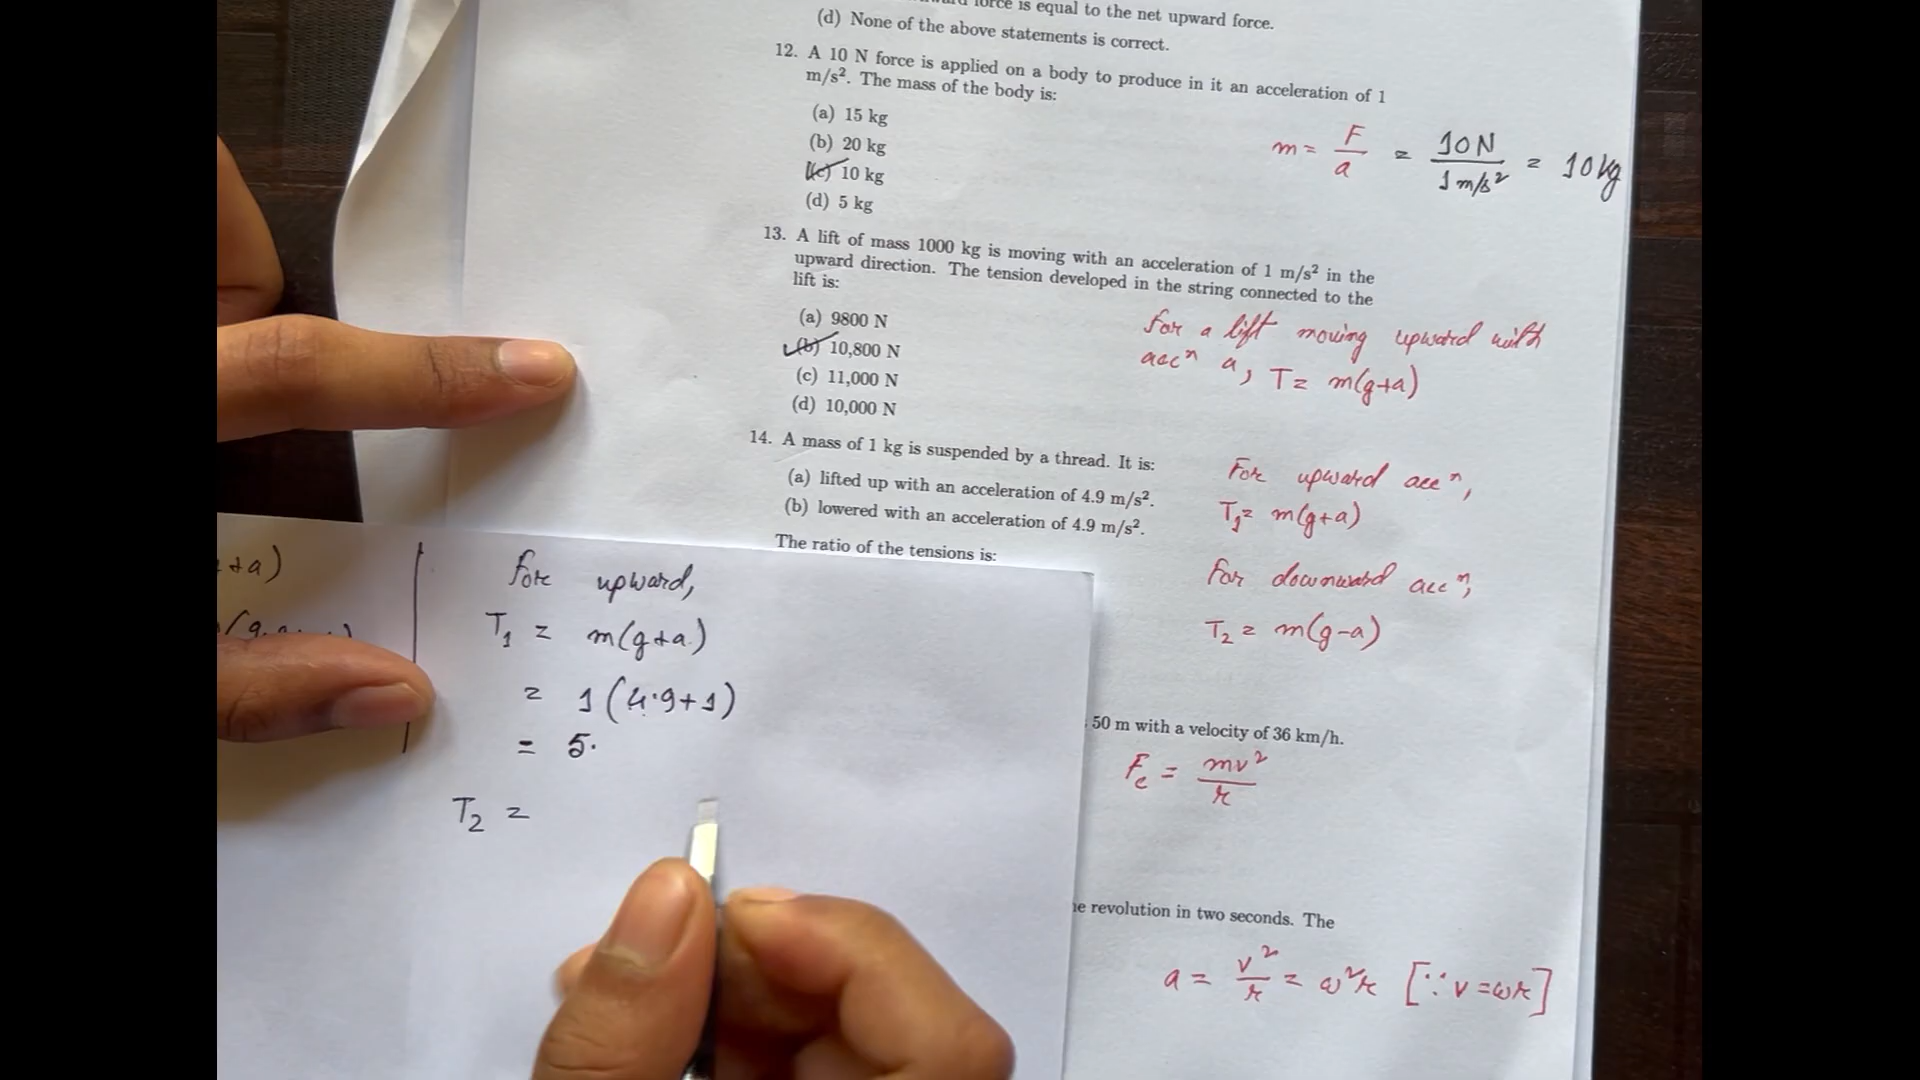 force is equal to the net upward force.
(d) None of the above statements is correct.
12. A 10 N force is applied on a body to produce in it an acceleration of 1
m/s². The mass of the body is:
(a) 15 kg
(b) 20 kg
(c) 10 kg
(d) 5 kg
m = F/a = 10 N / 1 m/s² = 10 kg
13. A lift of mass 1000 kg is moving with an acceleration of 1 m/s² in the
upward direction. The tension developed in the string connected to the
lift is:
(a) 9800 N
(b) 10,800 N
(c) 11,000 N
(d) 10,000 N
For a lift moving upward with
accⁿ a, T = m(g+a)
14. A mass of 1 kg is suspended by a thread. It is:
(a) lifted up with an acceleration of 4.9 m/s².
(b) lowered with an acceleration of 4.9 m/s².
The ratio of the tensions is:
For upward accⁿ,
T₁= m(g+a)
For downward accⁿ,
T₂ = m(g-a)
+a)
For upward,
T₁ = m(g+a)
= 1(4.9+1)
= 5.
T₂ =
50 m with a velocity of 36 km/h.
Fc = mv²/r
revolution in two seconds. The
a = v²/r = ω²r [∵ v = ωr]